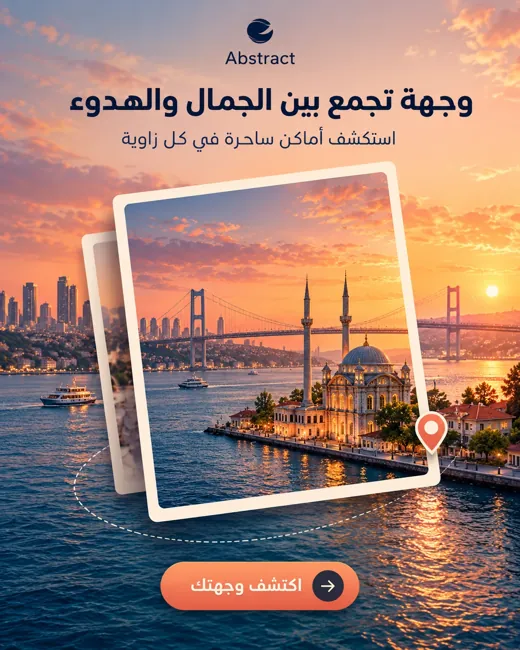 Abstract
وجهة تجمع بين الجمال والهدوء
استكشف أماكن ساحرة في كل زاوية
اكتشف وجهتك